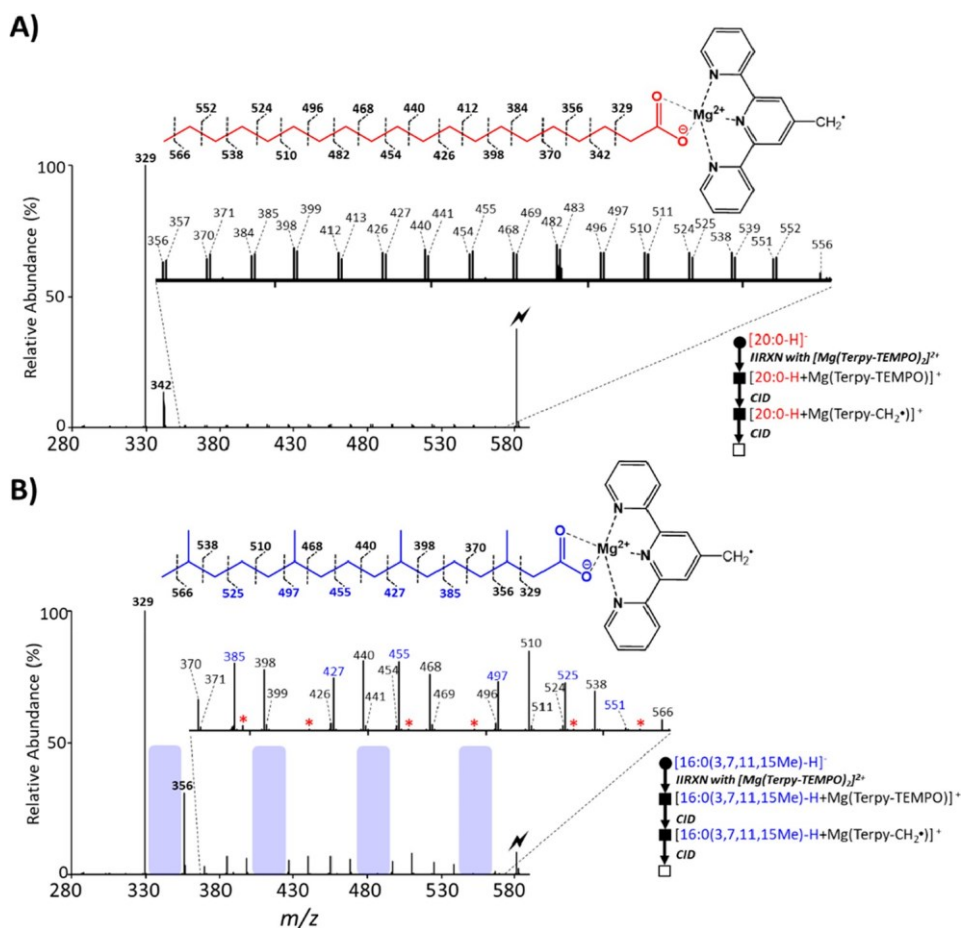 A)
552 524 496 468 440 412 384 356 329
566 538 510 482 454 426 398 370 342
O
O
⊖
Mg2+
N
N
N
CH2•
Relative Abundance (%)
100
50
0
329
342
356 357 370 371 384 385 398 399 412 413 426 427 440 441 454 455 468 469 482 483 496 497 510 511 524 525 538 539 551 552 556
280 380 430 480 530 580
[20:0-H]-
IIRXN with [Mg(Terpy-TEMPO)2]2+
[20:0-H+Mg(Terpy-TEMPO)]+
CID
[20:0-H+Mg(Terpy-CH2•)]+
CID
B)
538 510 468 440 398 370
566 525 497 455 427 385 356 329
O
O
⊖
Mg2+
N
N
N
CH2•
Relative Abundance (%)
100
50
0
329
356
370 371 385 * 398 399 * 426 427 440 441 454 455 * 468 469 * 496 497 510 511 524 525 * 538 551 * 566
280 380 430 480 530 580
m/z
[16:0(3,7,11,15Me)-H]-
IIRXN with [Mg(Terpy-TEMPO)2]2+
[16:0(3,7,11,15Me)-H+Mg(Terpy-TEMPO)]+
CID
[16:0(3,7,11,15Me)-H+Mg(Terpy-CH2•)]+
CID